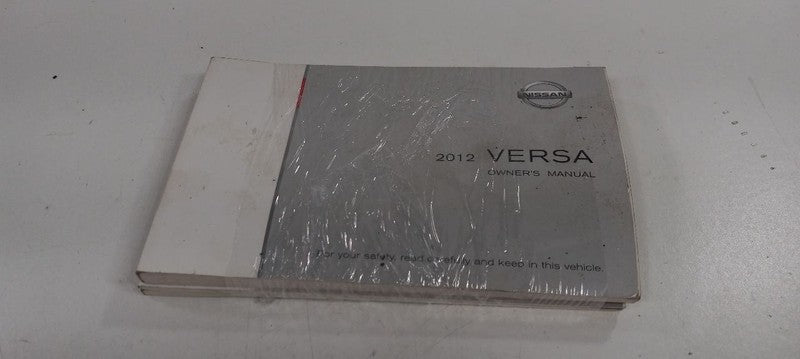 NISSAN
2012 VERSA
OWNER'S MANUAL
For your safety, read carefully and keep in this vehicle.